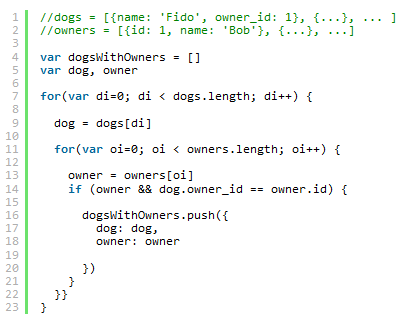 1 //dogs = [{name: 'Fido', owner_id: 1}, {...}, ... ]
2 //owners = [{id: 1, name: 'Bob'}, {...}, ...]
3
4 var dogsWithOwners = []
5 var dog, owner
6
7 for(var di=0; di < dogs.length; di++) {
8
9   dog = dogs[di]
10
11   for(var oi=0; oi < owners.length; oi++) {
12
13     owner = owners[oi]
14     if (owner && dog.owner_id == owner.id) {
15
16       dogsWithOwners.push({
17         dog: dog,
18         owner: owner
19
20       })
21     }
22   }}
23 }